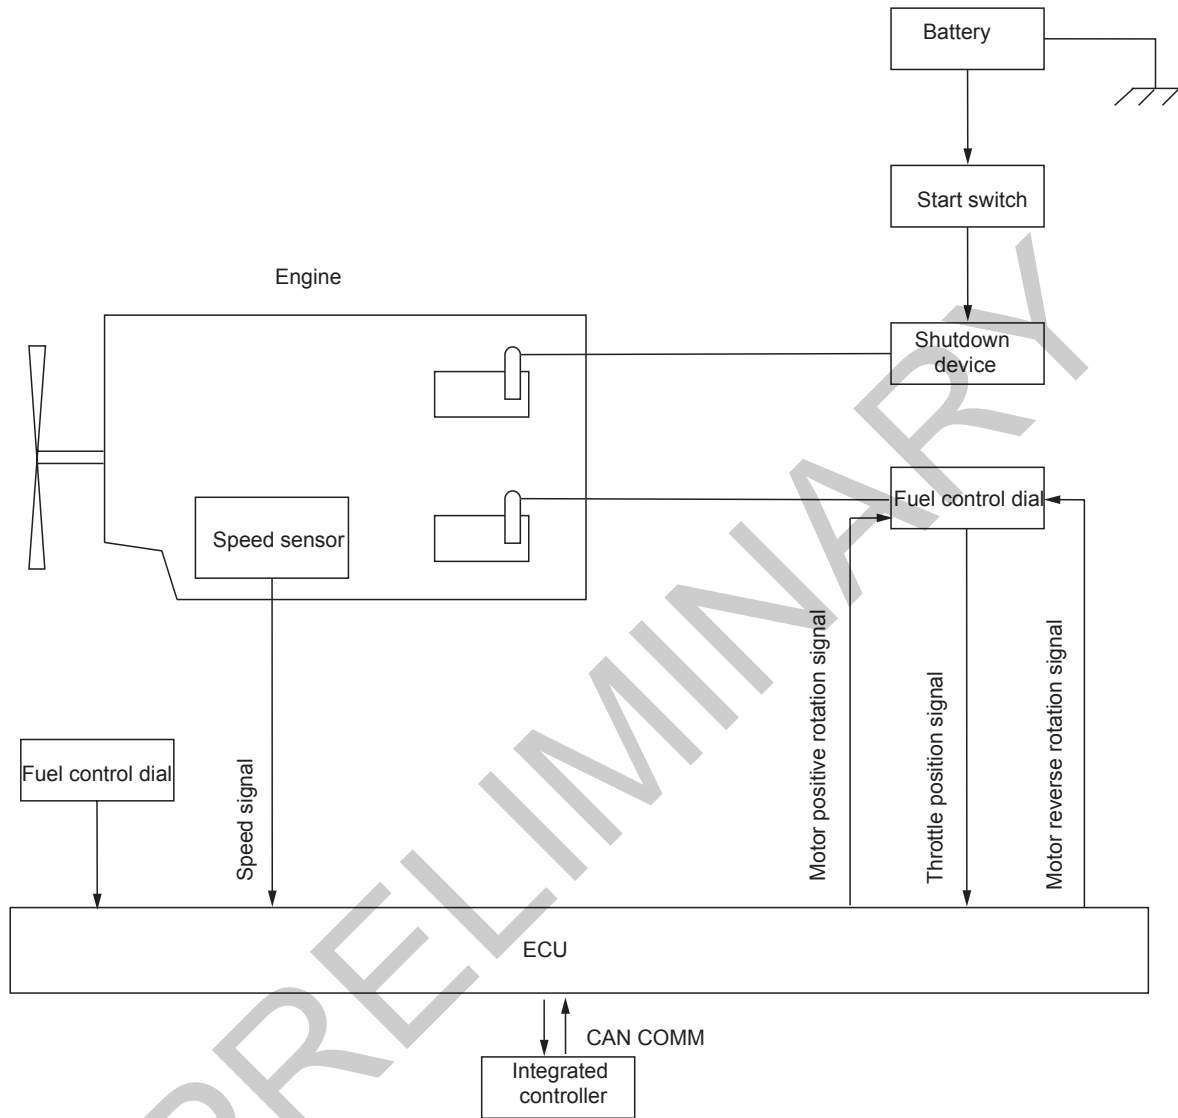 Battery
Start switch
Engine
Shutdown
device
Fuel control dial
Speed sensor
Motor positive rotation signal
Throttle position signal
Motor reverse rotation signal
Speed signal
Fuel control dial
ECU
CAN COMM
Integrated
controller
PRELIMINARY